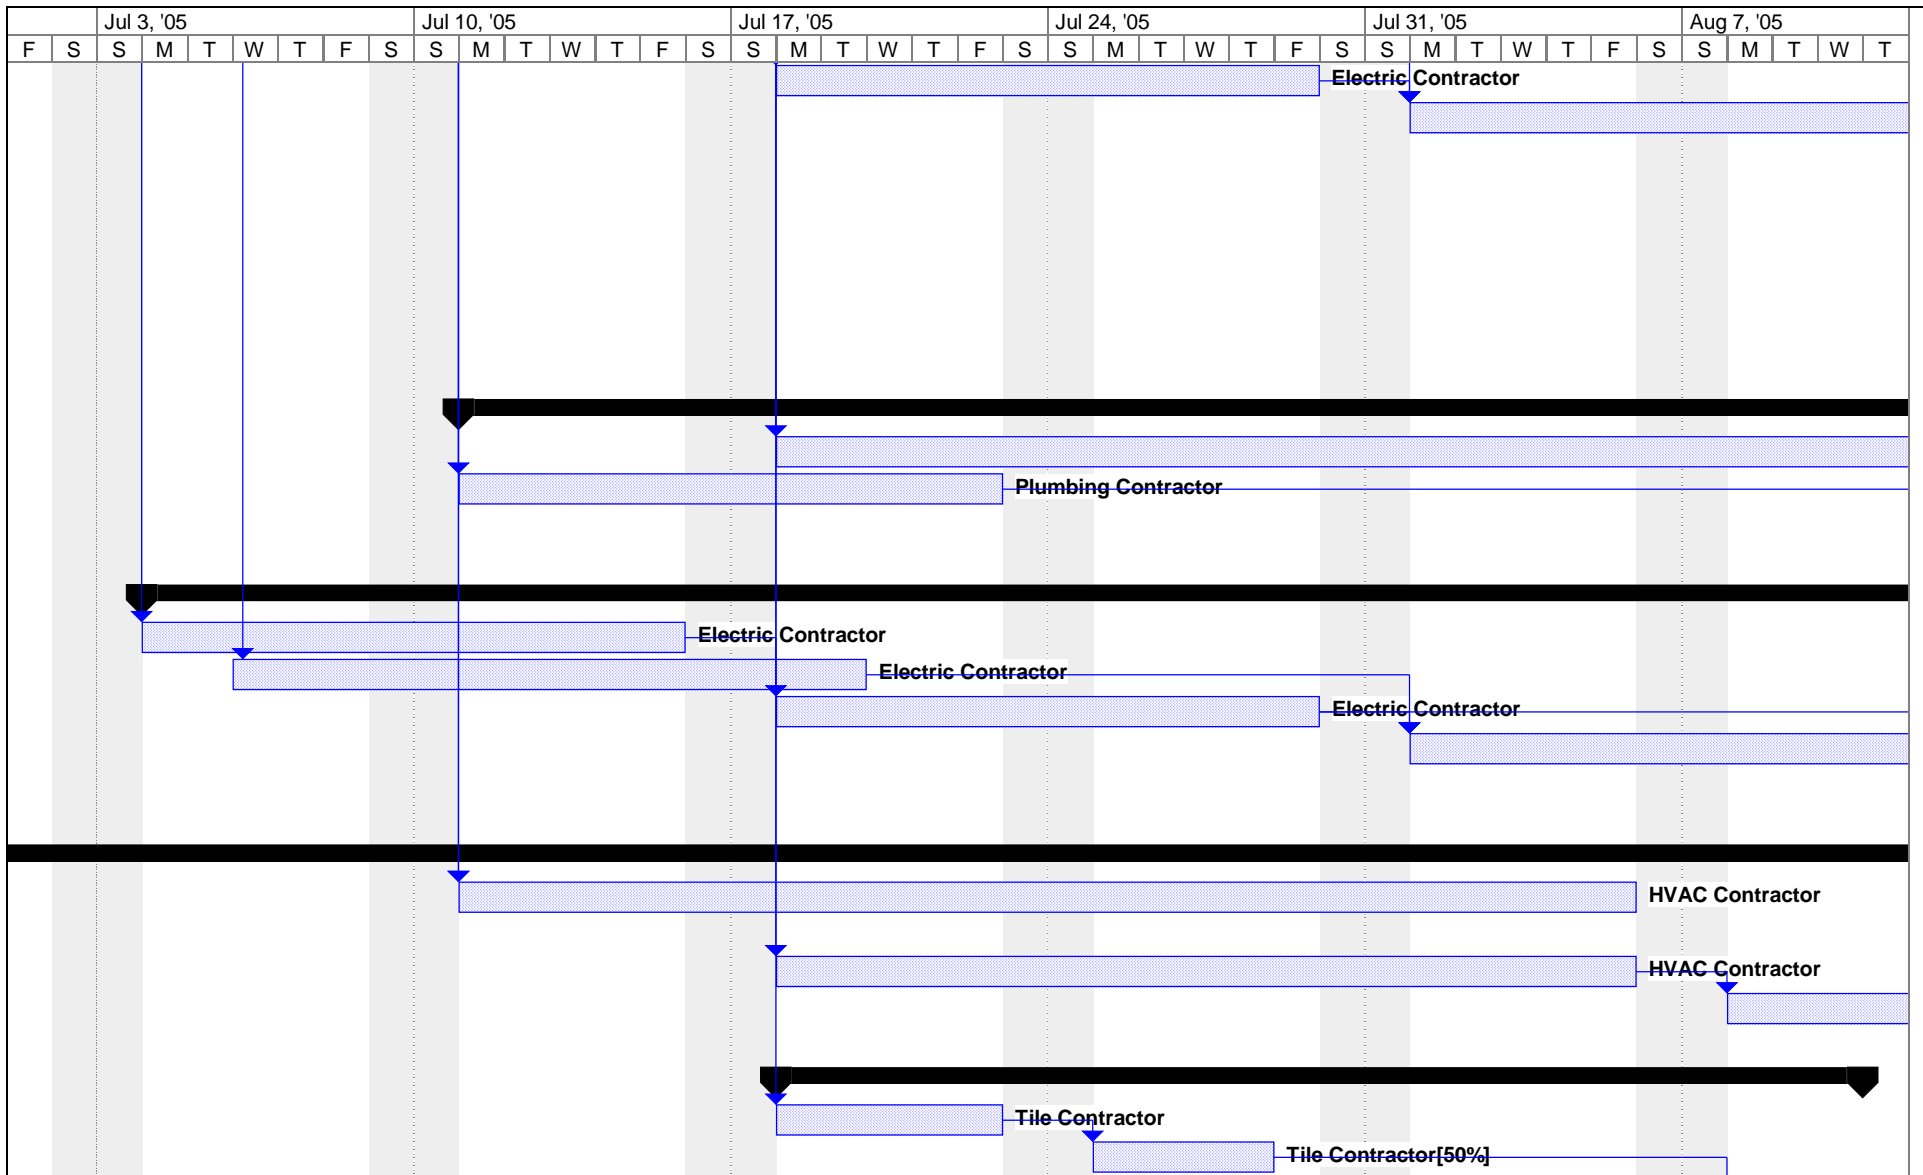 Jul 3, '05 Jul 10, '05 Jul 17, '05 Jul 24, '05 Jul 31, '05 Aug 7, '05
F S S M T W T F S S M T W T F S S M T W T F S S M T W T F S S M T W T F S S M T W T
Electric Contractor
Plumbing Contractor
Electric Contractor
Electric Contractor
Electric Contractor
HVAC Contractor
HVAC Contractor
Tile Contractor
Tile Contractor[50%]